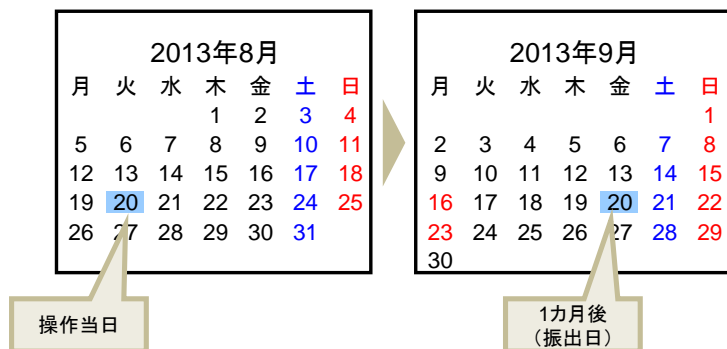 2013年8月
月 火 水 木 金 土 日
1 2 3 4
5 6 7 8 9 10 11
12 13 14 15 16 17 18
19 20 21 22 23 24 25
26 27 28 29 30 31
操作当日
2013年9月
月 火 水 木 金 土 日
1
2 3 4 5 6 7 8
9 10 11 12 13 14 15
16 17 18 19 20 21 22
23 24 25 26 27 28 29
30
1カ月後
(振出日)